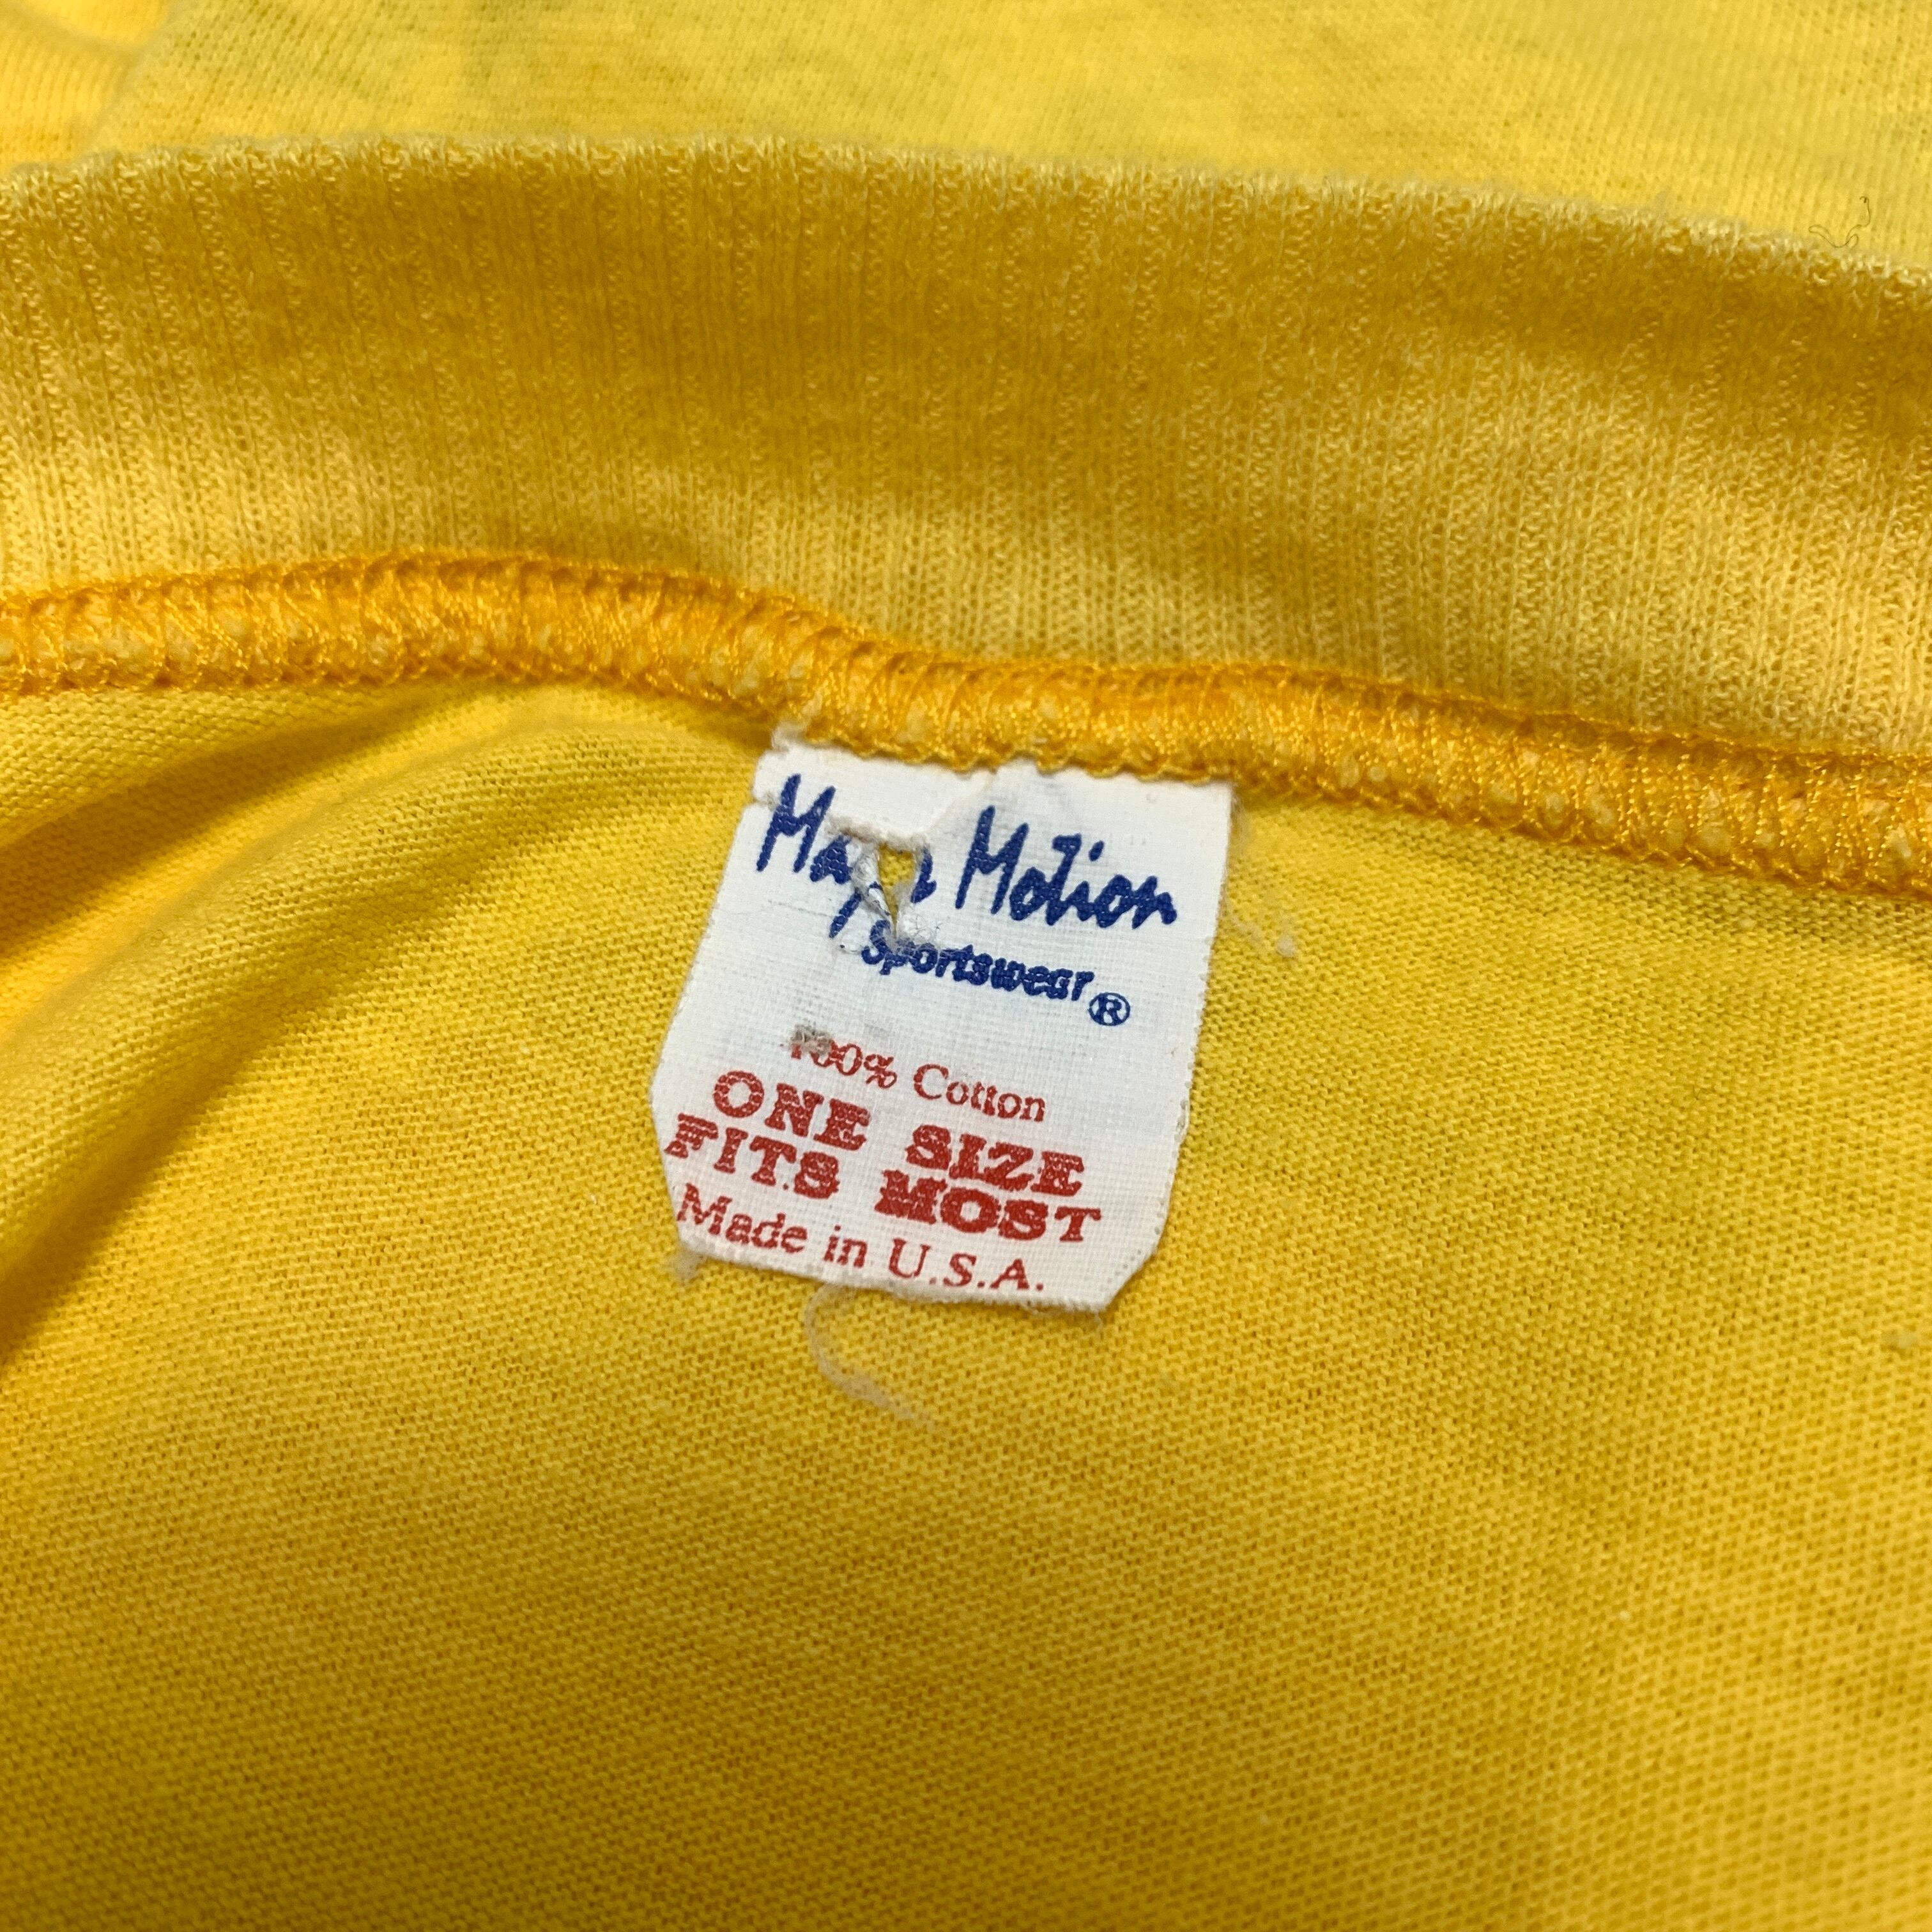 Motion
Sportswear®
100% Cotton
ONE SIZE
FITS MOST
Made in U.S.A.